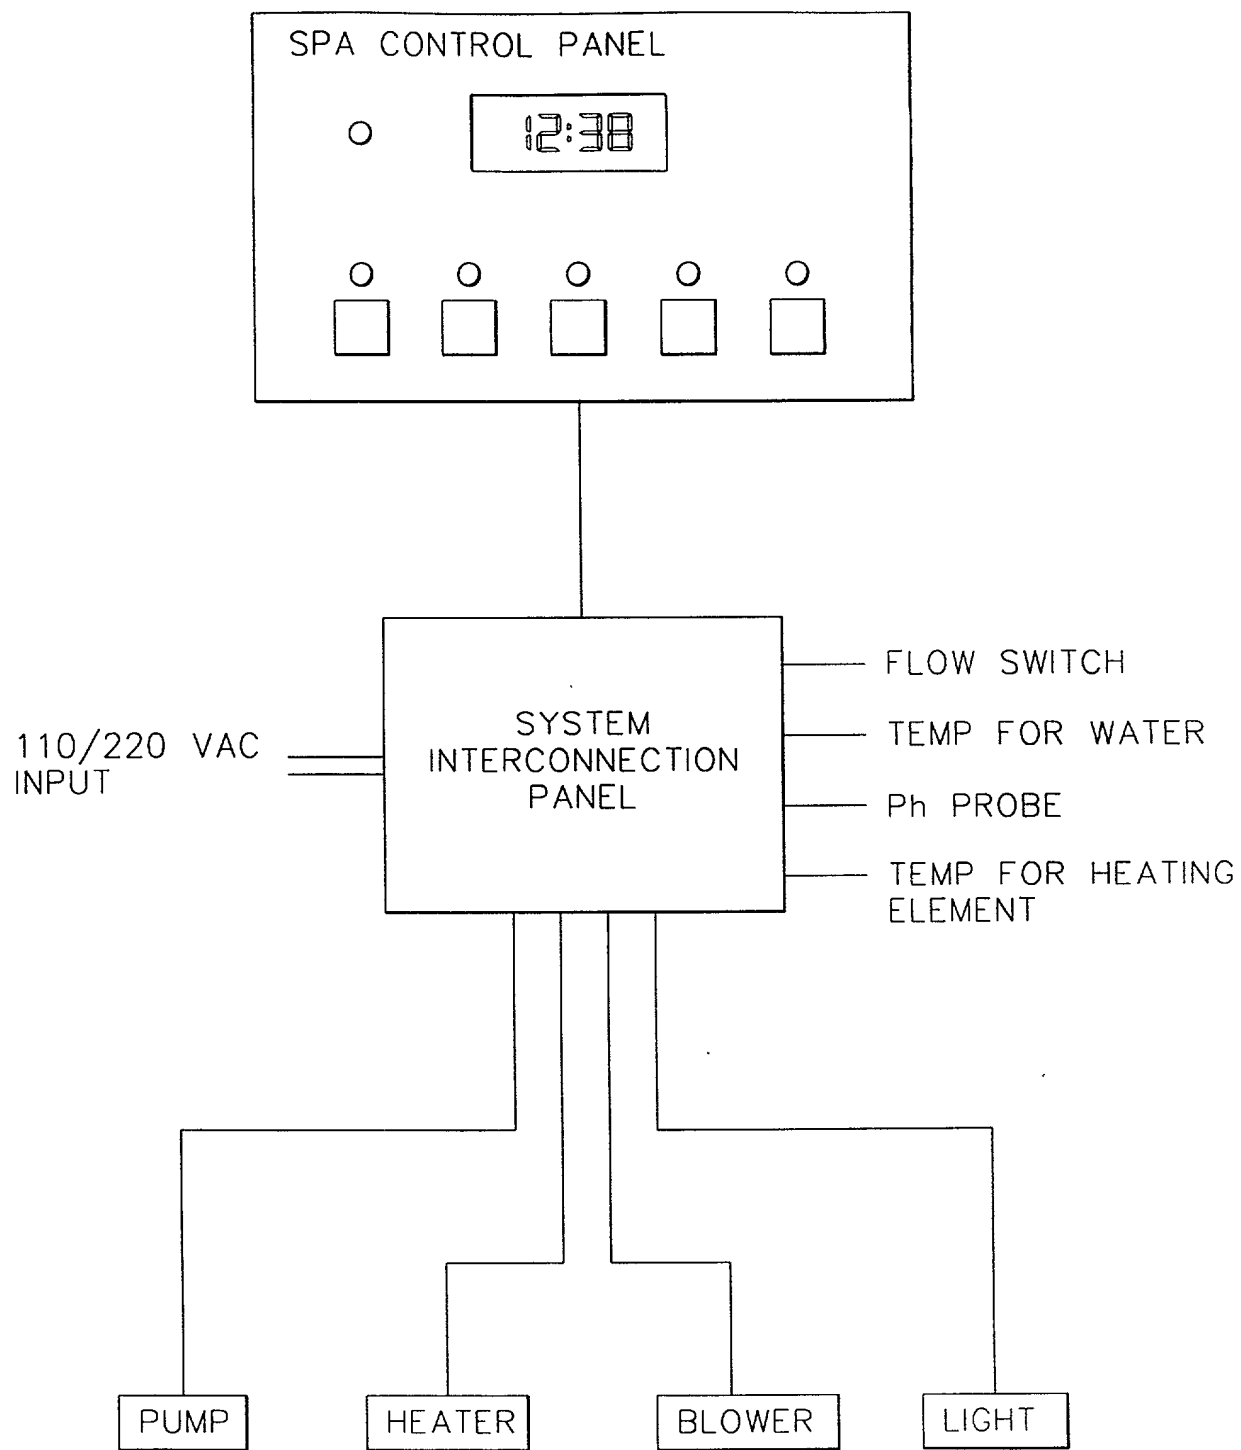 SPA CONTROL PANEL
12:38
SYSTEM
INTERCONNECTION
PANEL
110/220 VAC
INPUT
FLOW SWITCH
TEMP FOR WATER
Ph PROBE
TEMP FOR HEATING
ELEMENT
PUMP
HEATER
BLOWER
LIGHT